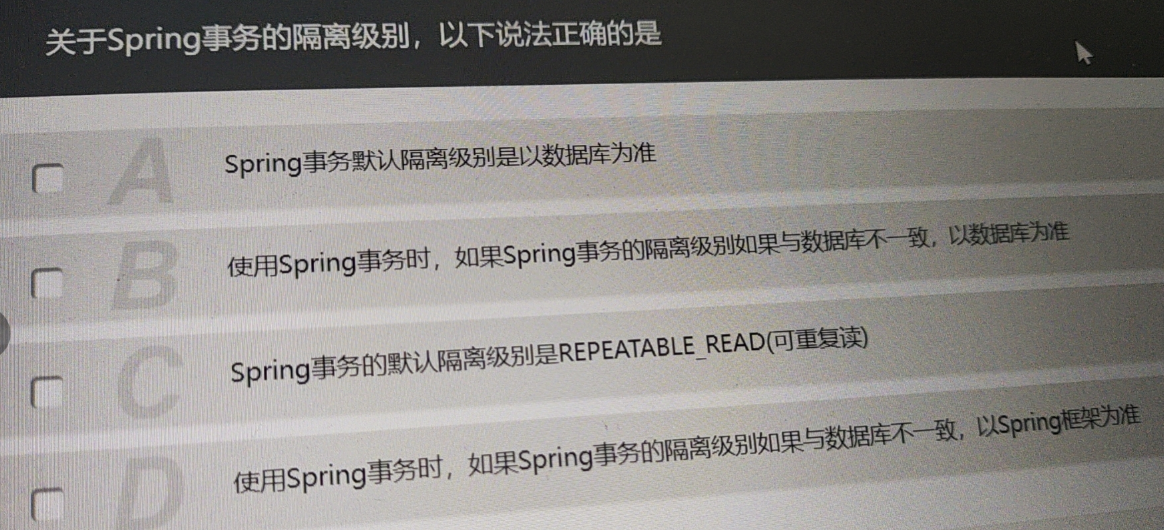 关于Spring事务的隔离级别，以下说法正确的是
A
Spring事务默认隔离级别是以数据库为准
B
使用Spring事务时，如果Spring事务的隔离级别如果与数据库不一致，以数据库为准
C
Spring事务的默认隔离级别是REPEATABLE_READ(可重复读)
D
使用Spring事务时，如果Spring事务的隔离级别如果与数据库不一致，以Spring框架为准